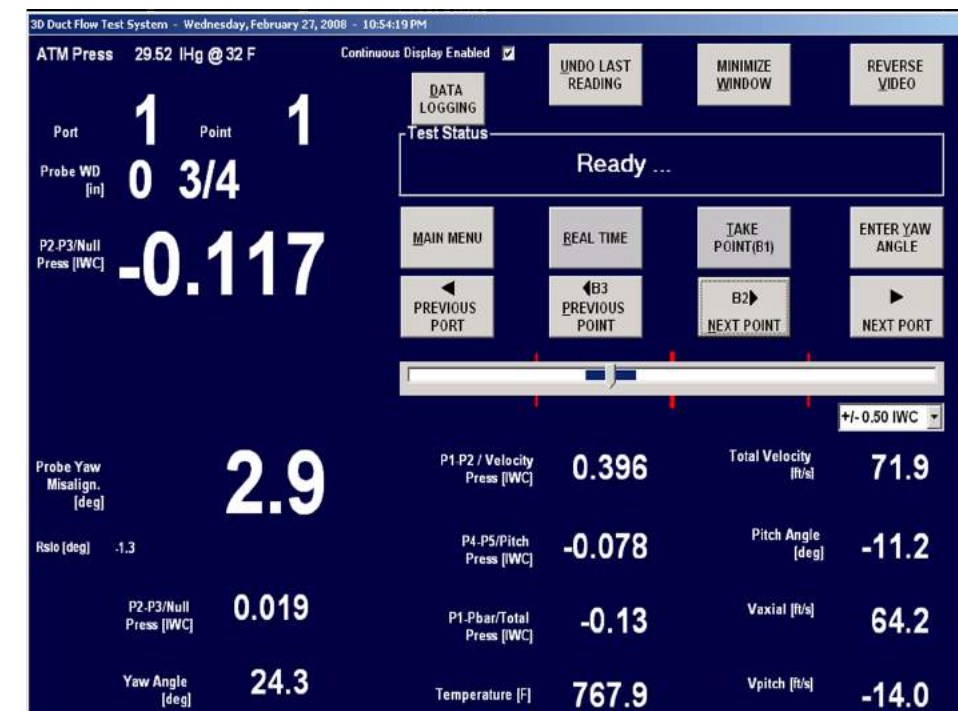 3D Duct Flow Test System - Wednesday, February 27, 2008 - 10:54:19 PM
ATM Press 29.52 IHg @ 32 F
Continuous Display Enabled
DATA
LOGGING
UNDO LAST
READING
MINIMIZE
WINDOW
REVERSE
VIDEO
Port 1 Point 1
Test Status
Ready ...
Probe WD
[in]
0 3/4
P2-P3/Null
Press [IWC]
-0.117
MAIN MENU
REAL TIME
TAKE
POINT(B1)
ENTER YAW
ANGLE
PREVIOUS
PORT
B3
PREVIOUS
POINT
B2
NEXT POINT
NEXT PORT
+/- 0.50 IWC
Probe Yaw
Misalign.
[deg]
2.9
P1-P2 / Velocity
Press [IWC]
0.396
Total Velocity
[ft/s]
71.9
Rslo [deg] -1.3
P4-P5/Pitch
Press [IWC]
-0.078
Pitch Angle
[deg]
-11.2
P2-P3/Null
Press [IWC]
0.019
P1-Pbar/Total
Press [IWC]
-0.13
Vaxial [ft/s]
64.2
Yaw Angle
[deg]
24.3
Temperature [F]
767.9
Vpitch [ft/s]
-14.0